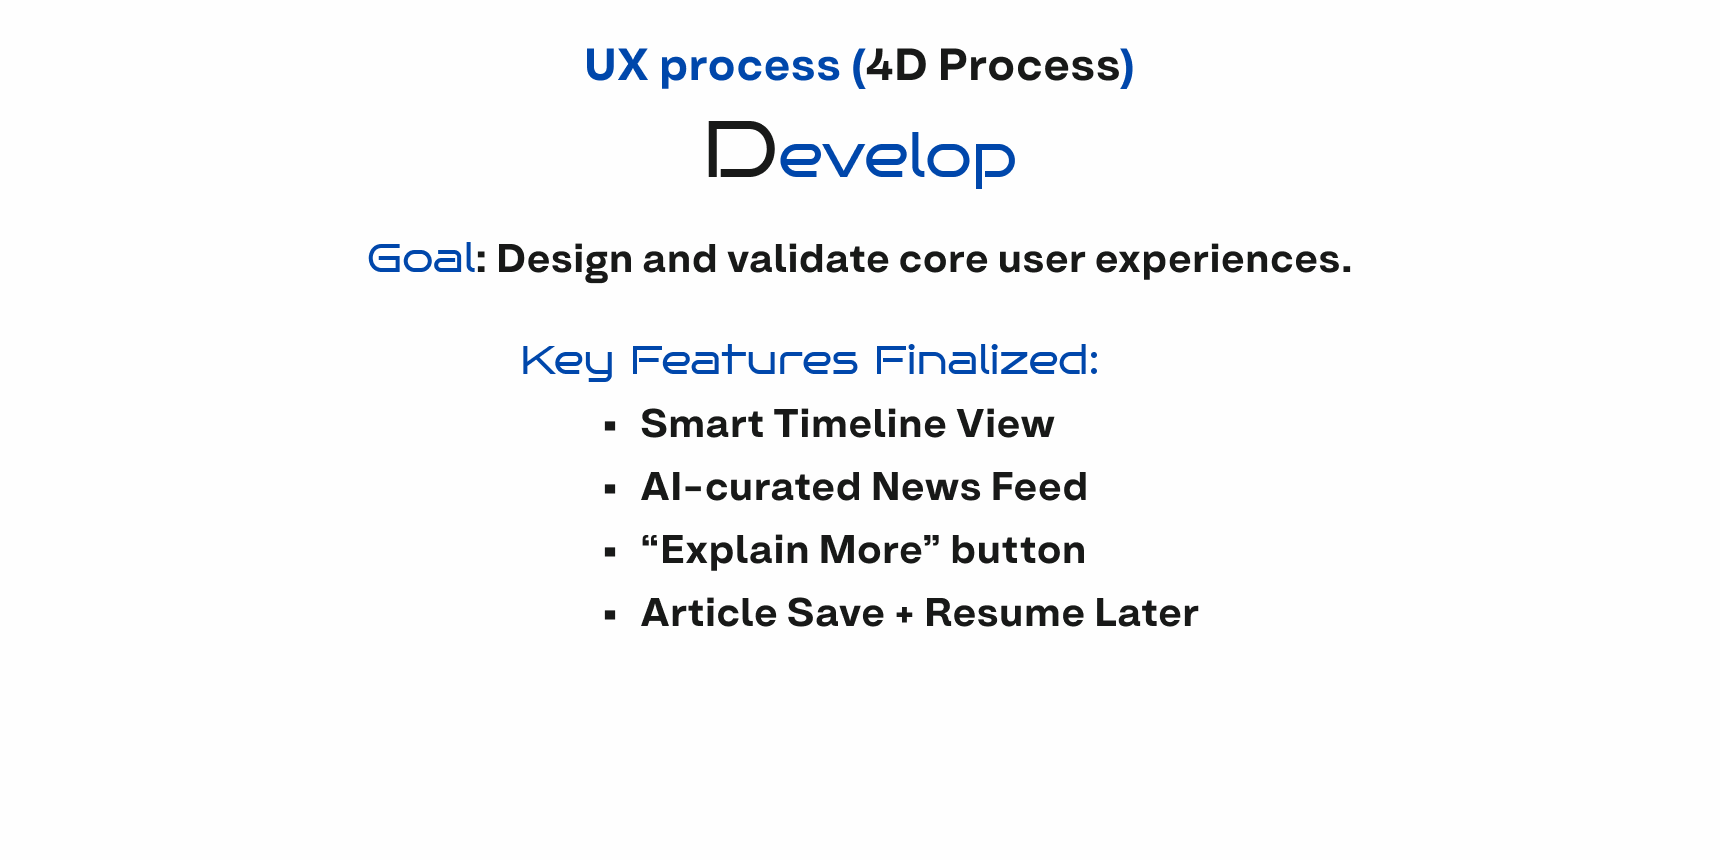 UX process (4D Process)
Develop
Goal: Design and validate core user experiences.
Key Features Finalized:
▪ Smart Timeline View
▪ AI-curated News Feed
▪ “Explain More” button
▪ Article Save + Resume Later